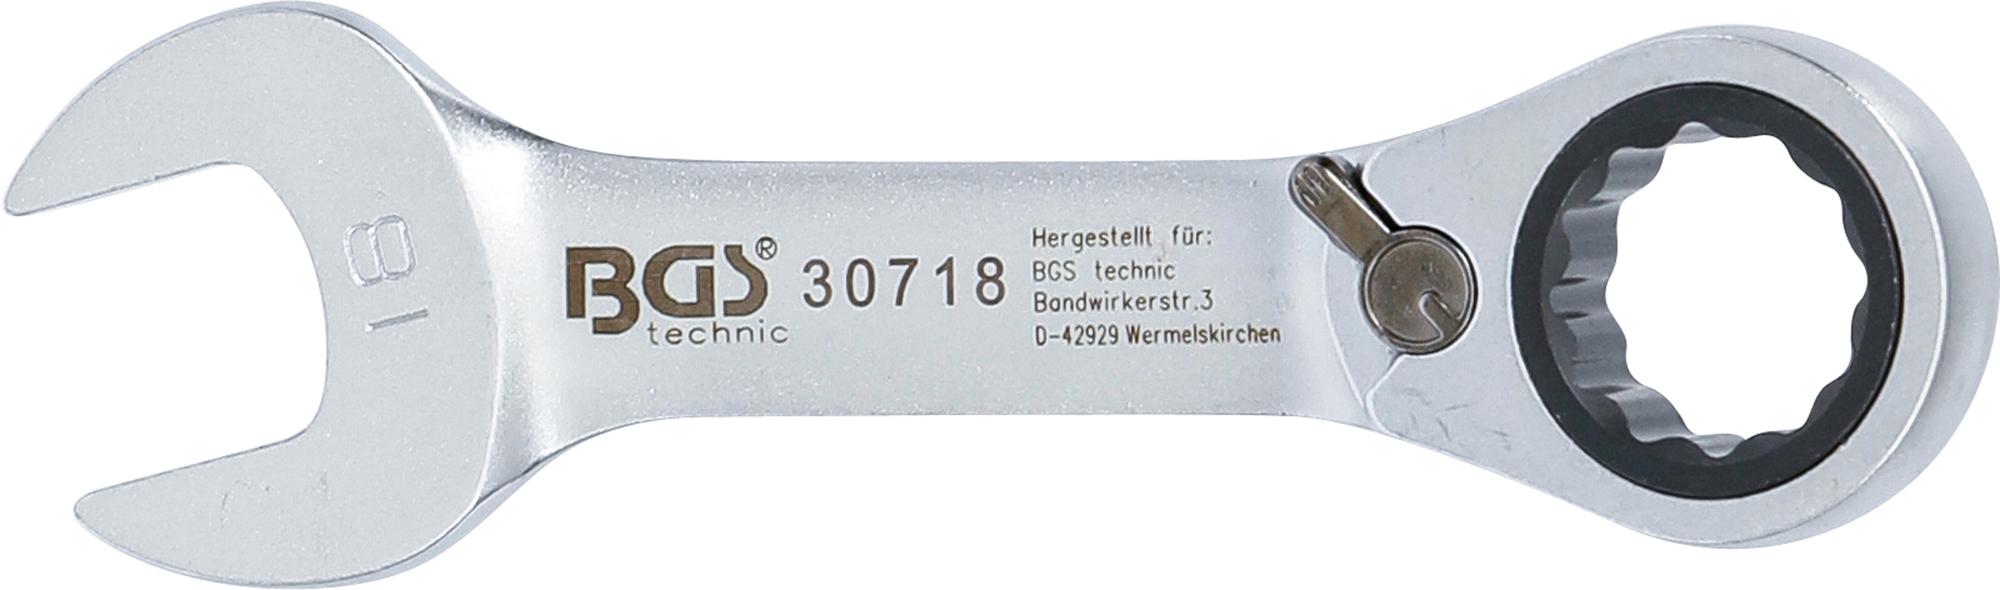 18
BGS®
technic
30718
Hergestellt für:
BGS technic
Bandwirkerstr.3
D-42929 Wermelskirchen